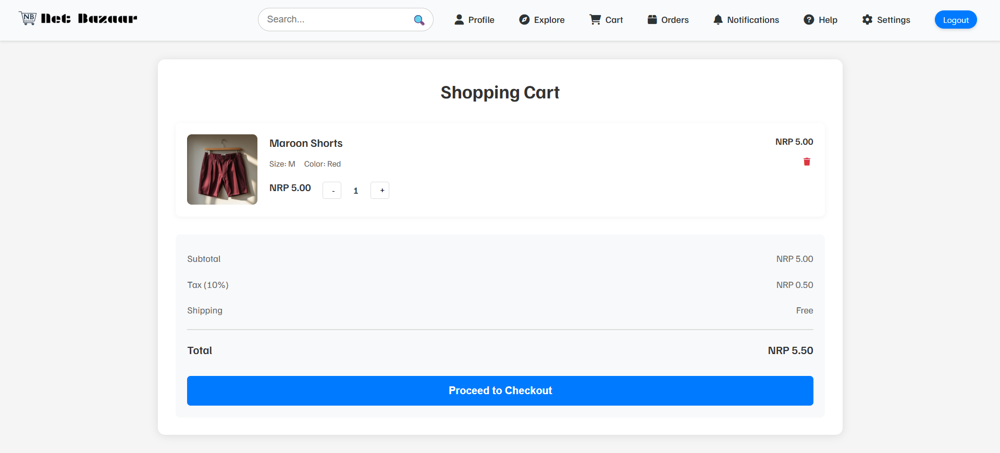 NB Net Bazaar
Search...
Profile
Explore
Cart
Orders
Notifications
? Help
Settings
Logout
Shopping Cart
Maroon Shorts
NRP 5.00
Size: M Color: Red
NRP 5.00 - 1 +
Subtotal NRP 5.00
Tax (10%) NRP 0.50
Shipping Free
Total NRP 5.50
Proceed to Checkout